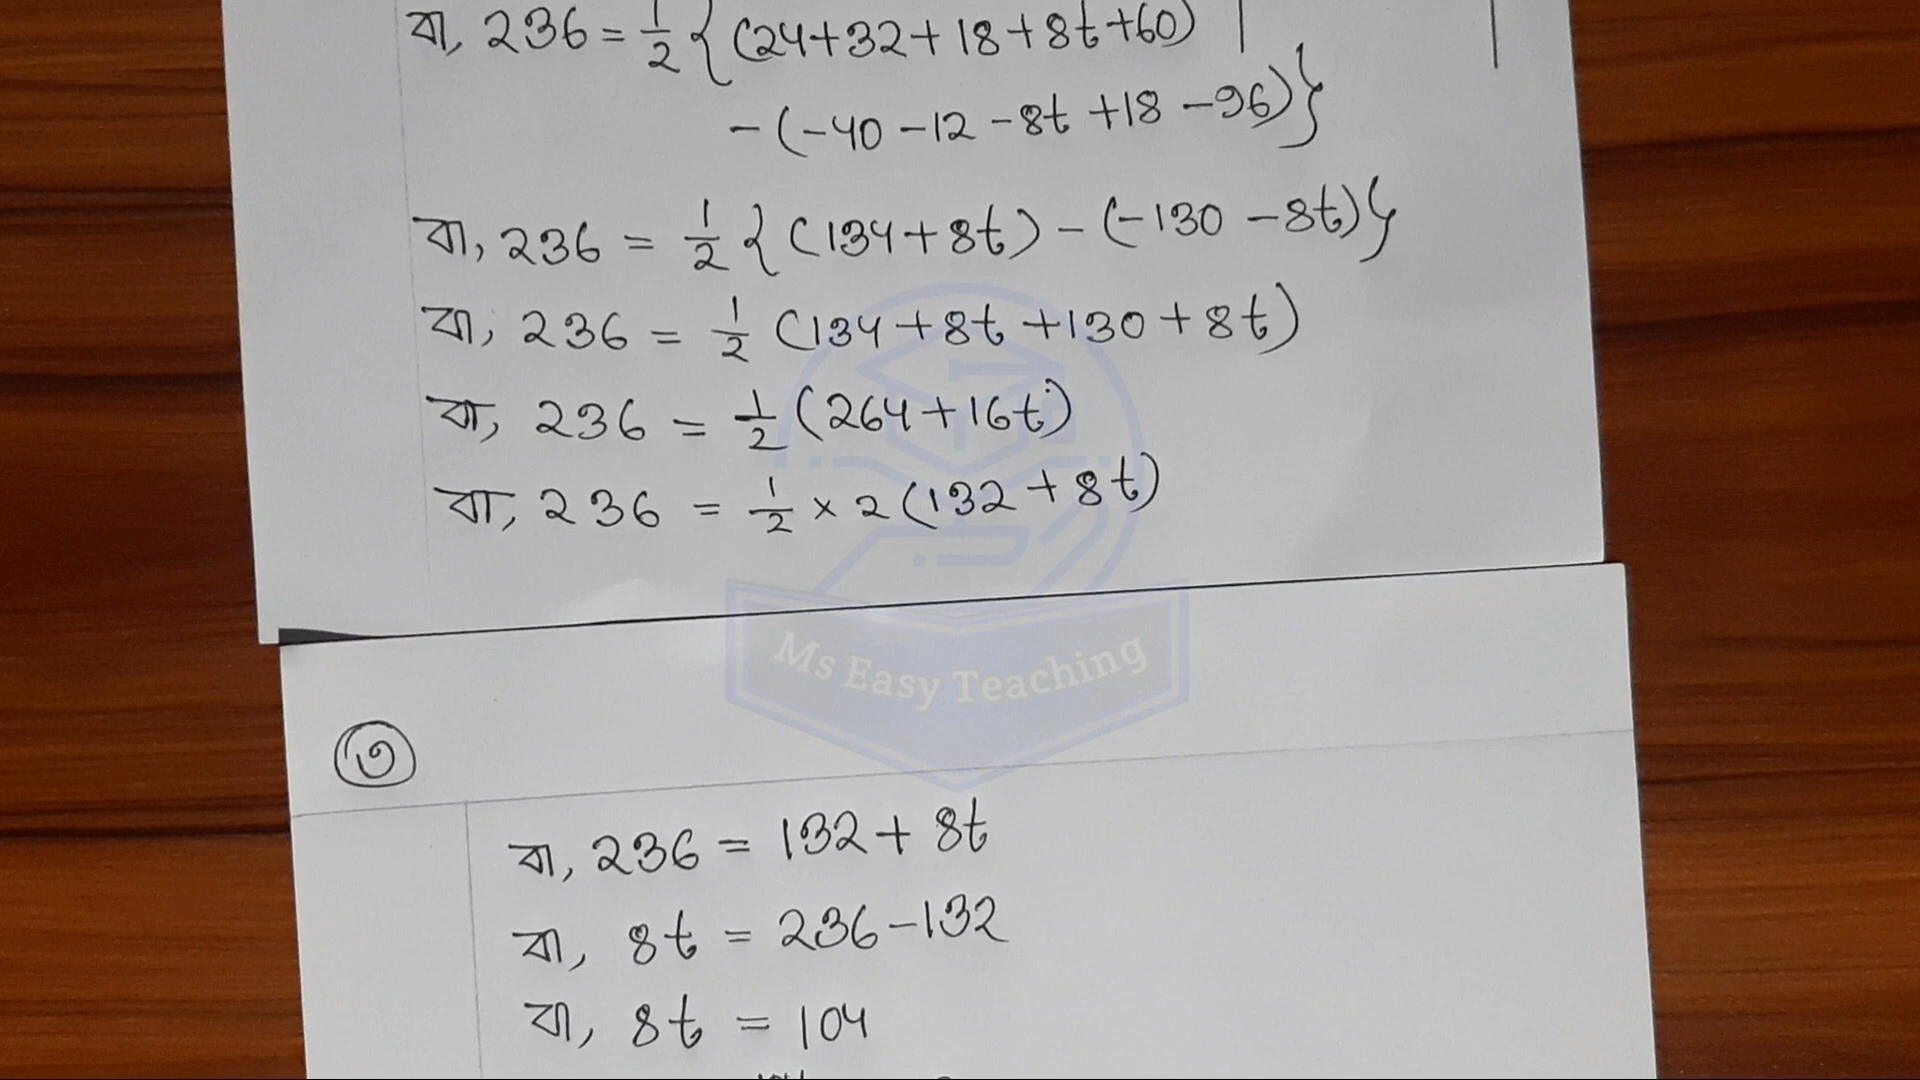 বা, 236 = 1/2 {(24+32+18+8t+60)
-(-40-12-8t+18-96)}
বা, 236 = 1/2 {(134+8t)-(-130-8t)}
বা, 236 = 1/2 (134+8t+130+8t)
বা, 236 = 1/2 (264+16t)
বা, 236 = 1/2 × 2(132+8t)
Ms Easy Teaching
৩
বা, 236 = 132+8t
বা, 8t = 236-132
বা, 8t = 104